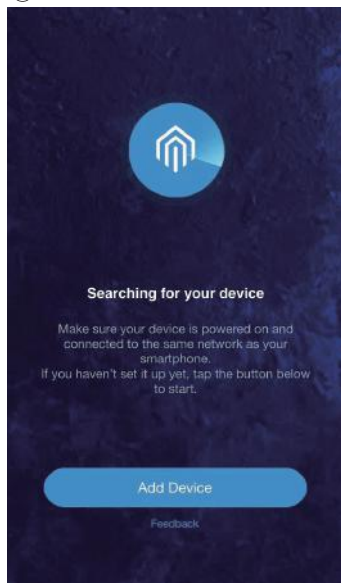 Searching for your device
Make sure your device is powered on and
connected to the same network as your
smartphone.
If you haven't set it up yet, tap the button below
to start.
Add Device
Feedback